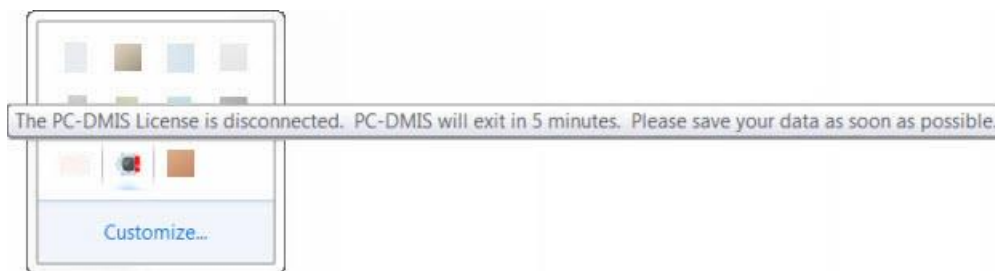 The PC-DMIS License is disconnected. PC-DMIS will exit in 5 minutes. Please save your data as soon as possible.
Customize...